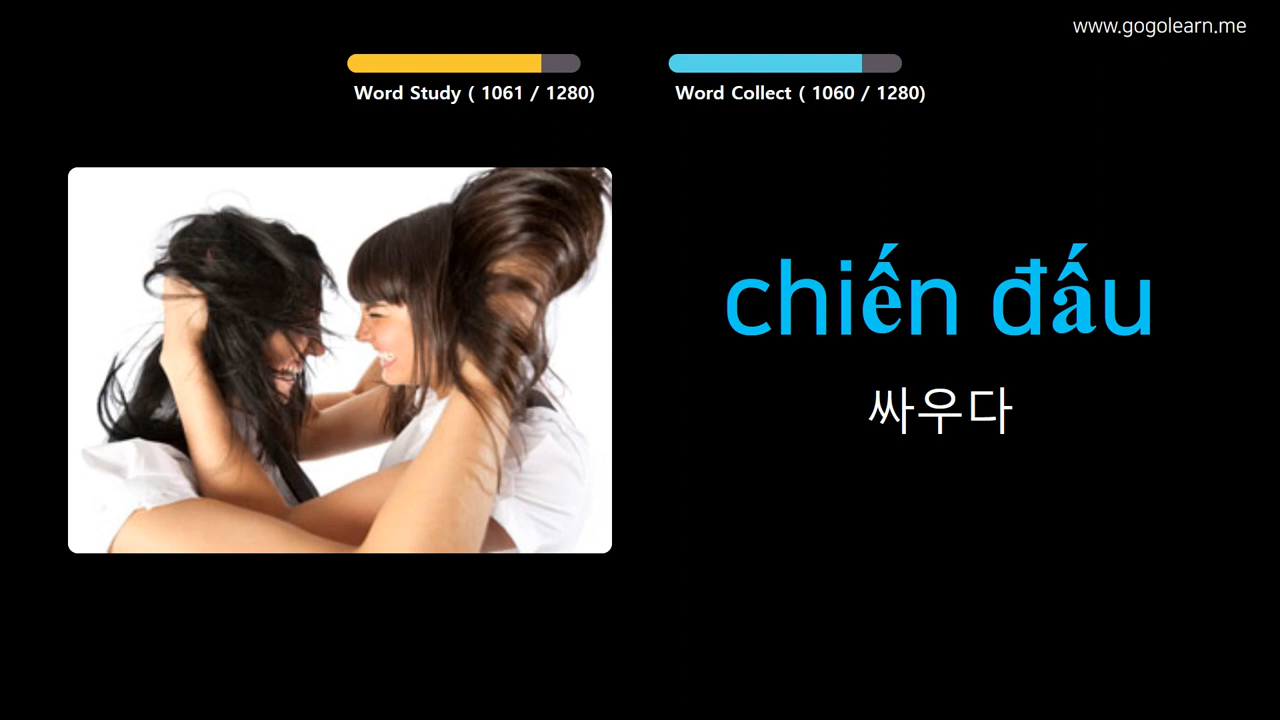 www.gogolearn.me
Word Study ( 1061 / 1280)
Word Collect ( 1060 / 1280)
chiến đấu
싸우다